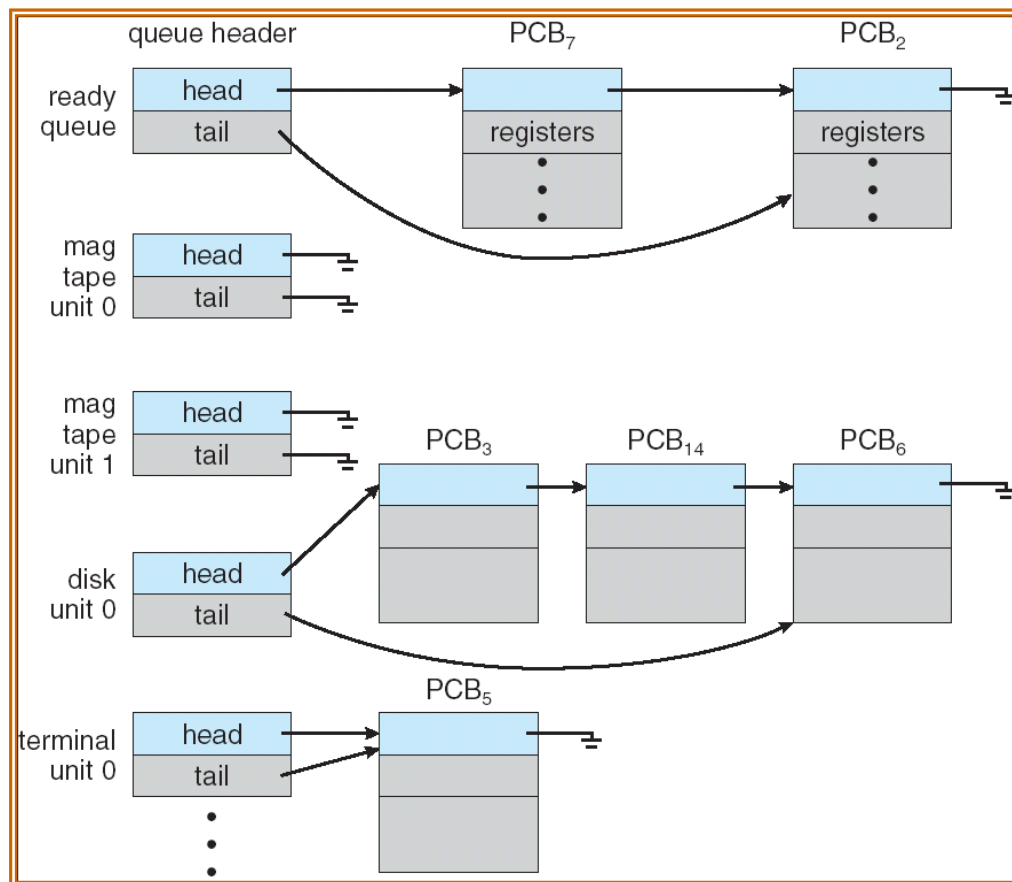 queue header
PCB₇
PCB₂
ready
queue
head
tail
registers
registers
mag
tape
unit 0
head
tail
mag
tape
unit 1
head
tail
PCB₃
PCB₁₄
PCB₆
disk
unit 0
head
tail
PCB₅
terminal
unit 0
head
tail